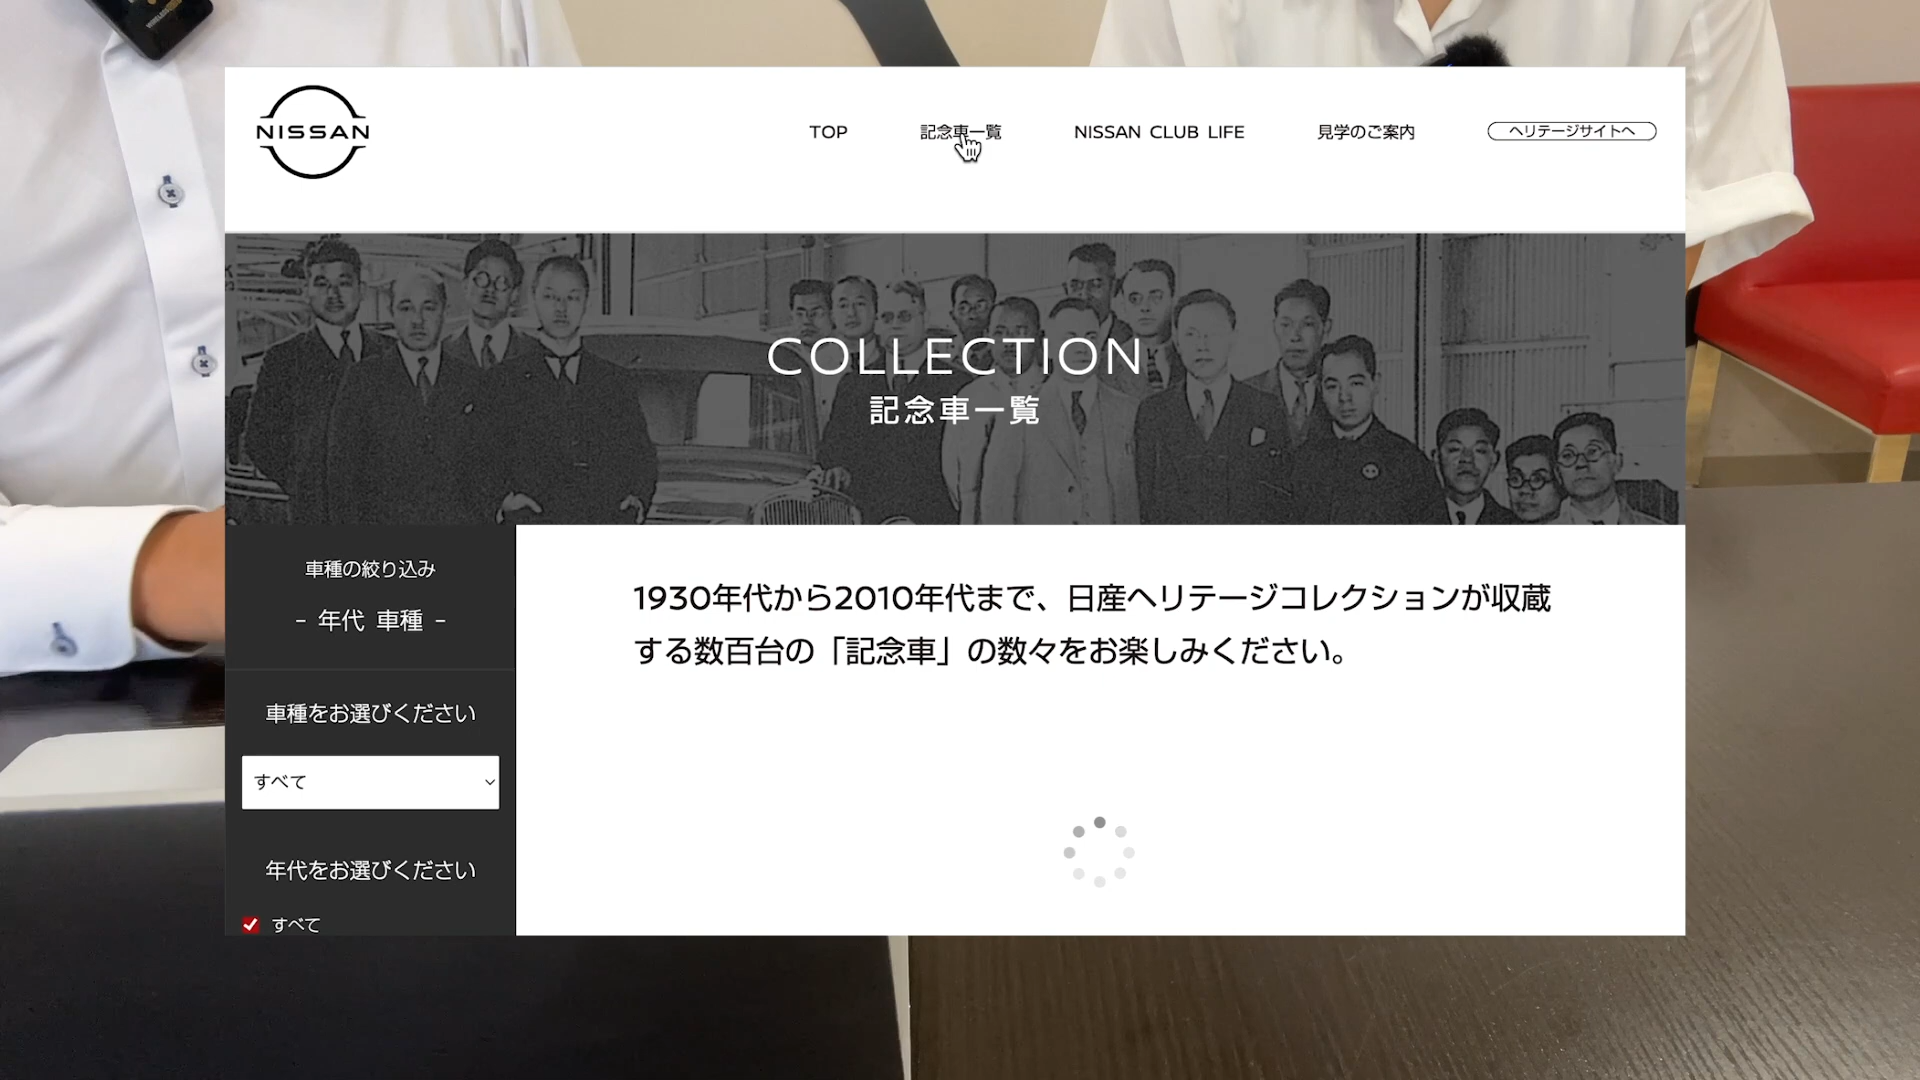 NISSAN
TOP
記念車一覧
NISSAN CLUB LIFE
見学のご案内
ヘリテージサイトへ
COLLECTION
記念車一覧
車種の絞り込み
- 年代 車種 -
車種をお選びください
すべて
年代をお選びください
すべて
1930年代から2010年代まで、日産ヘリテージコレクションが収蔵
する数百台の「記念車」の数々をお楽しみください。